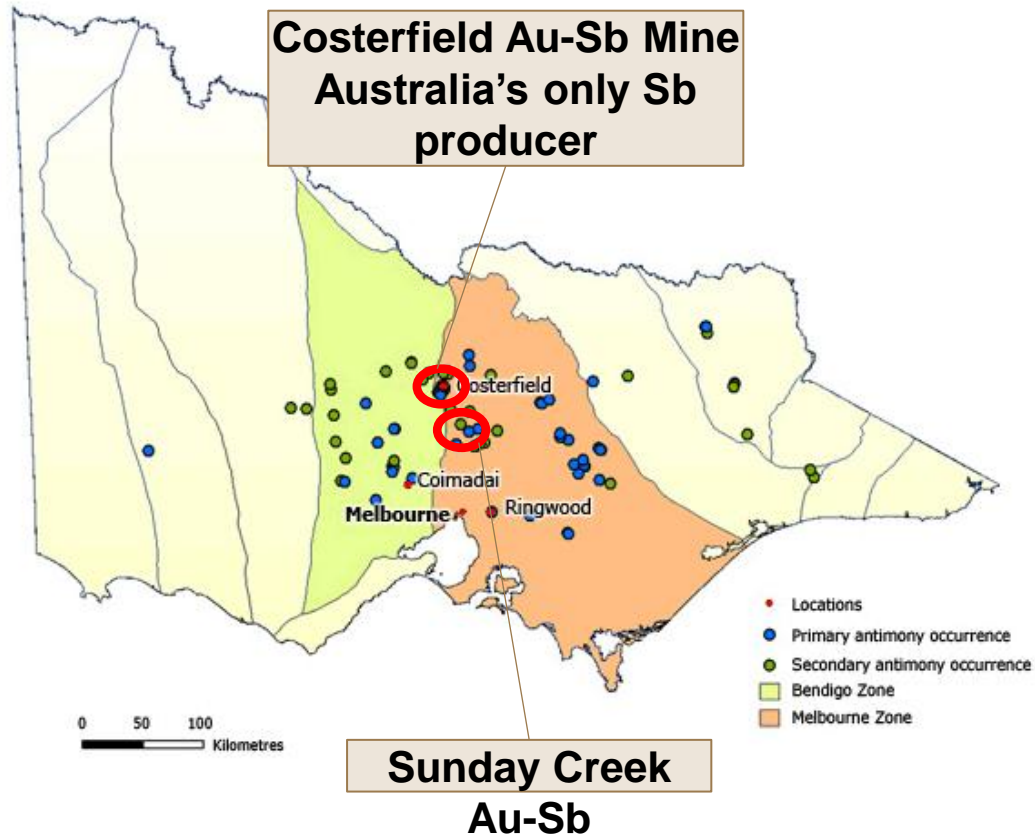 Costerfield Au-Sb Mine
Australia's only Sb
producer
Costerfield
Coimadai
Melbourne
Ringwood
Locations
Primary antimony occurrence
Secondary antimony occurrence
Bendigo Zone
Melbourne Zone
0 50 100
Kilometres
Sunday Creek
Au-Sb